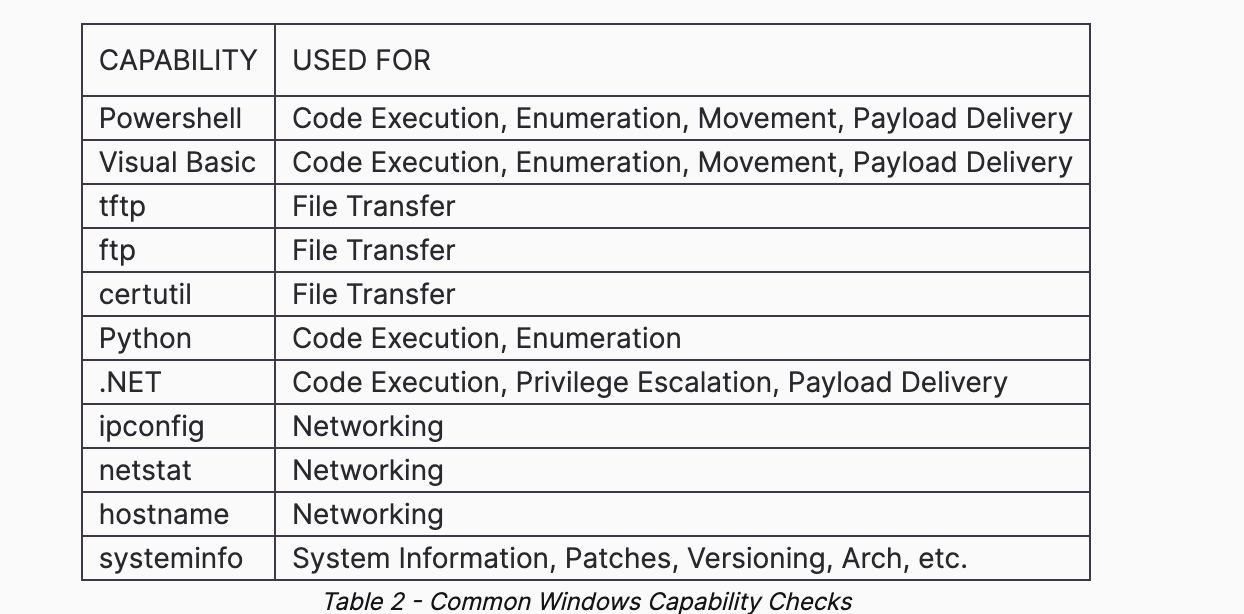 CAPABILITY USED FOR
Powershell Code Execution, Enumeration, Movement, Payload Delivery
Visual Basic Code Execution, Enumeration, Movement, Payload Delivery
tftp File Transfer
ftp File Transfer
certutil File Transfer
Python Code Execution, Enumeration
.NET Code Execution, Privilege Escalation, Payload Delivery
ipconfig Networking
netstat Networking
hostname Networking
systeminfo System Information, Patches, Versioning, Arch, etc.
Table 2 - Common Windows Capability Checks